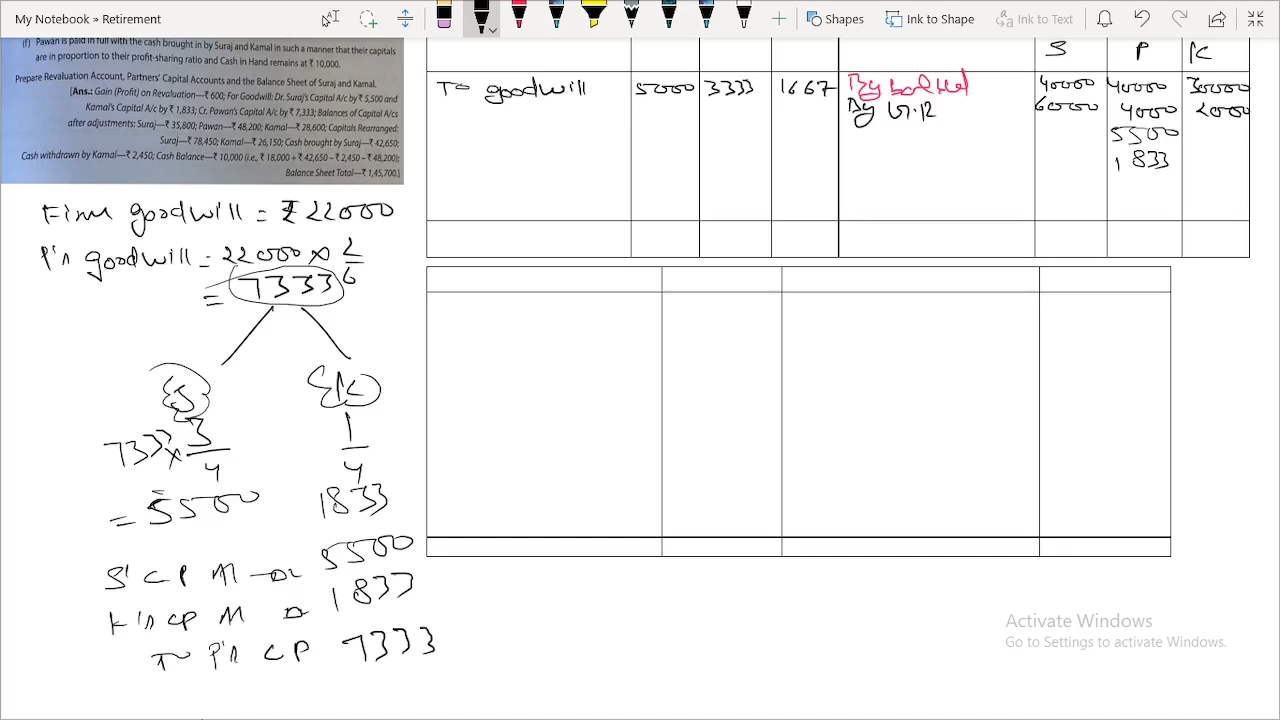 My Notebook » Retirement
Shapes
Ink to Shape
Ink to Text
(f) Pawan is paid in full with the cash brought in by Suraj and Kamal in such a manner that their capitals
are in proportion to their profit-sharing ratio and Cash in Hand remains at ₹ 10,000.
Prepare Revaluation Account, Partners' Capital Accounts and the Balance Sheet of Suraj and Kamal.
[Ans.: Gain (Profit) on Revaluation—₹ 600; For Goodwill: Dr. Suraj's Capital A/c by ₹ 5,500 and
Kamal's Capital A/c by ₹ 1,833; Cr. Pawan's Capital A/c by ₹ 7,333; Balances of Capital A/cs
after adjustments: Suraj—₹ 35,800; Pawan—₹ 48,200; Kamal—₹ 28,600; Capitals Rearranged:
Suraj—₹ 78,450; Kamal—₹ 26,150; Cash brought by Suraj—₹ 42,650;
Cash withdrawn by Kamal—₹ 2,450; Cash Balance—₹ 10,000 (i.e., ₹ 18,000 + ₹ 42,650 – ₹ 2,450 – ₹ 48,200);
Balance Sheet Total—₹ 1,45,700.]
S P K
To goodwill 5000 3333 1667 By 40000 40000 30000
By G.R 6000 4000 2000
5500
1833
Firm goodwill = ₹ 22000
P's goodwill = 22000 × 2/6
= 7333
S K
7333 × 3/4 1/4
= 5500 1833
S' CP A/c Dr 5500
K's CP A/c Dr 1833
To P's CP 7333
Activate Windows
Go to Settings to activate Windows.